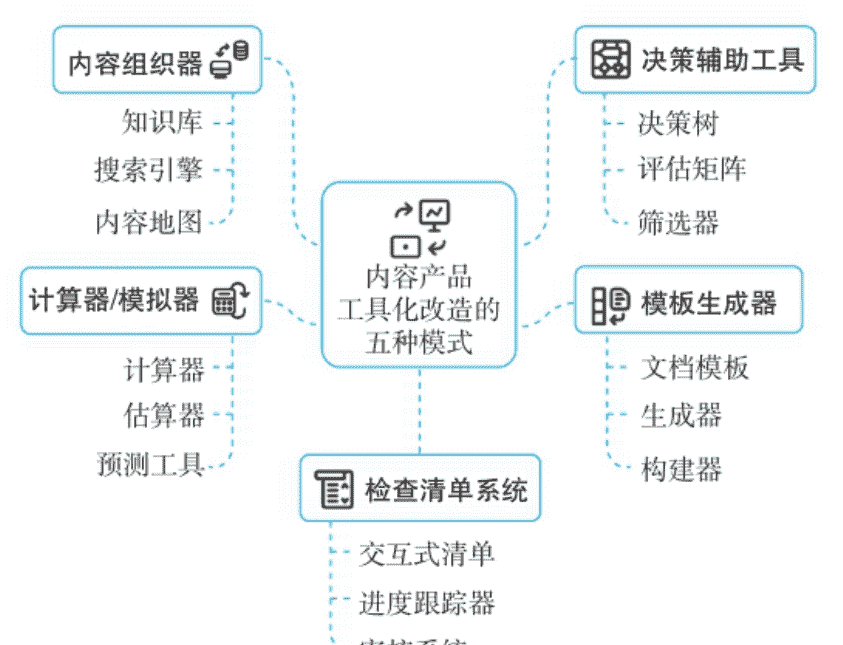 内容组织器
知识库
搜索引擎
内容地图
决策辅助工具
决策树
评估矩阵
筛选器
内容产品
工具化改造的
五种模式
计算器/模拟器
计算器
估算器
预测工具
模板生成器
文档模板
生成器
构建器
检查清单系统
交互式清单
进度跟踪器